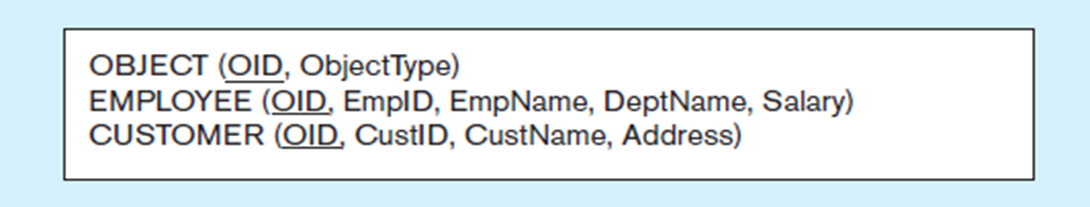 OBJECT (OID, ObjectType)
EMPLOYEE (OID, EmpID, EmpName, DeptName, Salary)
CUSTOMER (OID, CustID, CustName, Address)